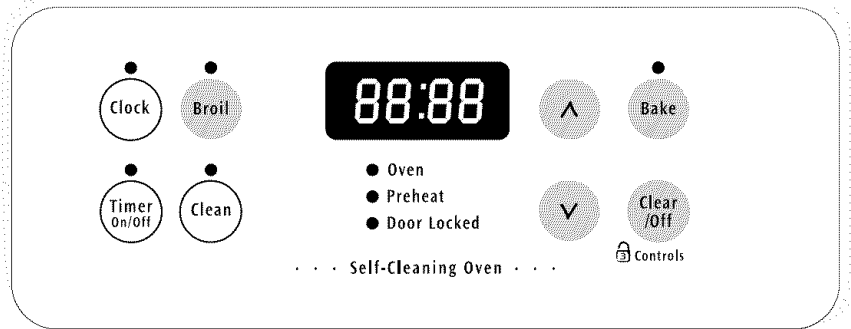 Clock
Broil
88:88
∧
Bake
Timer
On/Off
Clean
Oven
Preheat
Door Locked
∨
Clear
/Off
3
Controls
· · · Self-Cleaning Oven · · ·